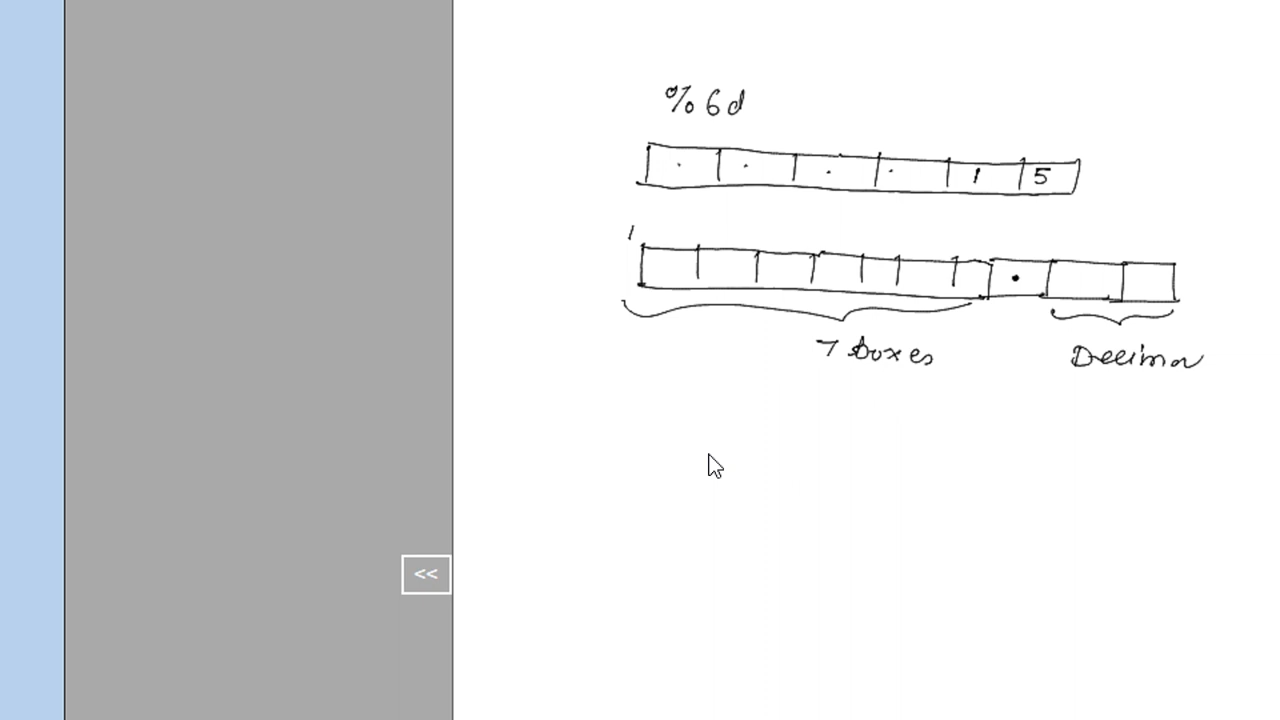 %6d
. . . . 1 5
.
7 boxes Decima
<<